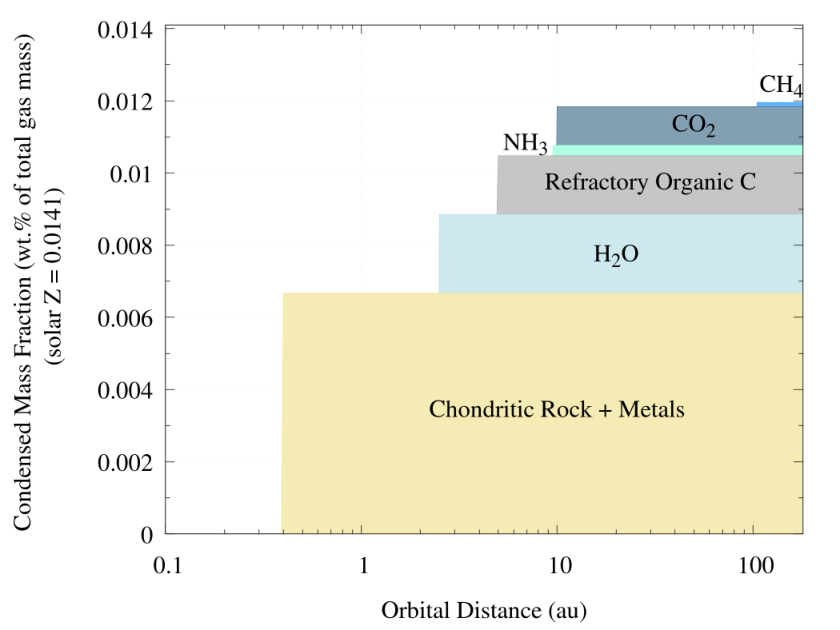 Condensed Mass Fraction (wt.% of total gas mass)
(solar Z = 0.0141)
0.014
0.012
0.01
0.008
0.006
0.004
0.002
0
CH₄
CO₂
NH₃
Refractory Organic C
H₂O
Chondritic Rock + Metals
0.1
1
10
100
Orbital Distance (au)